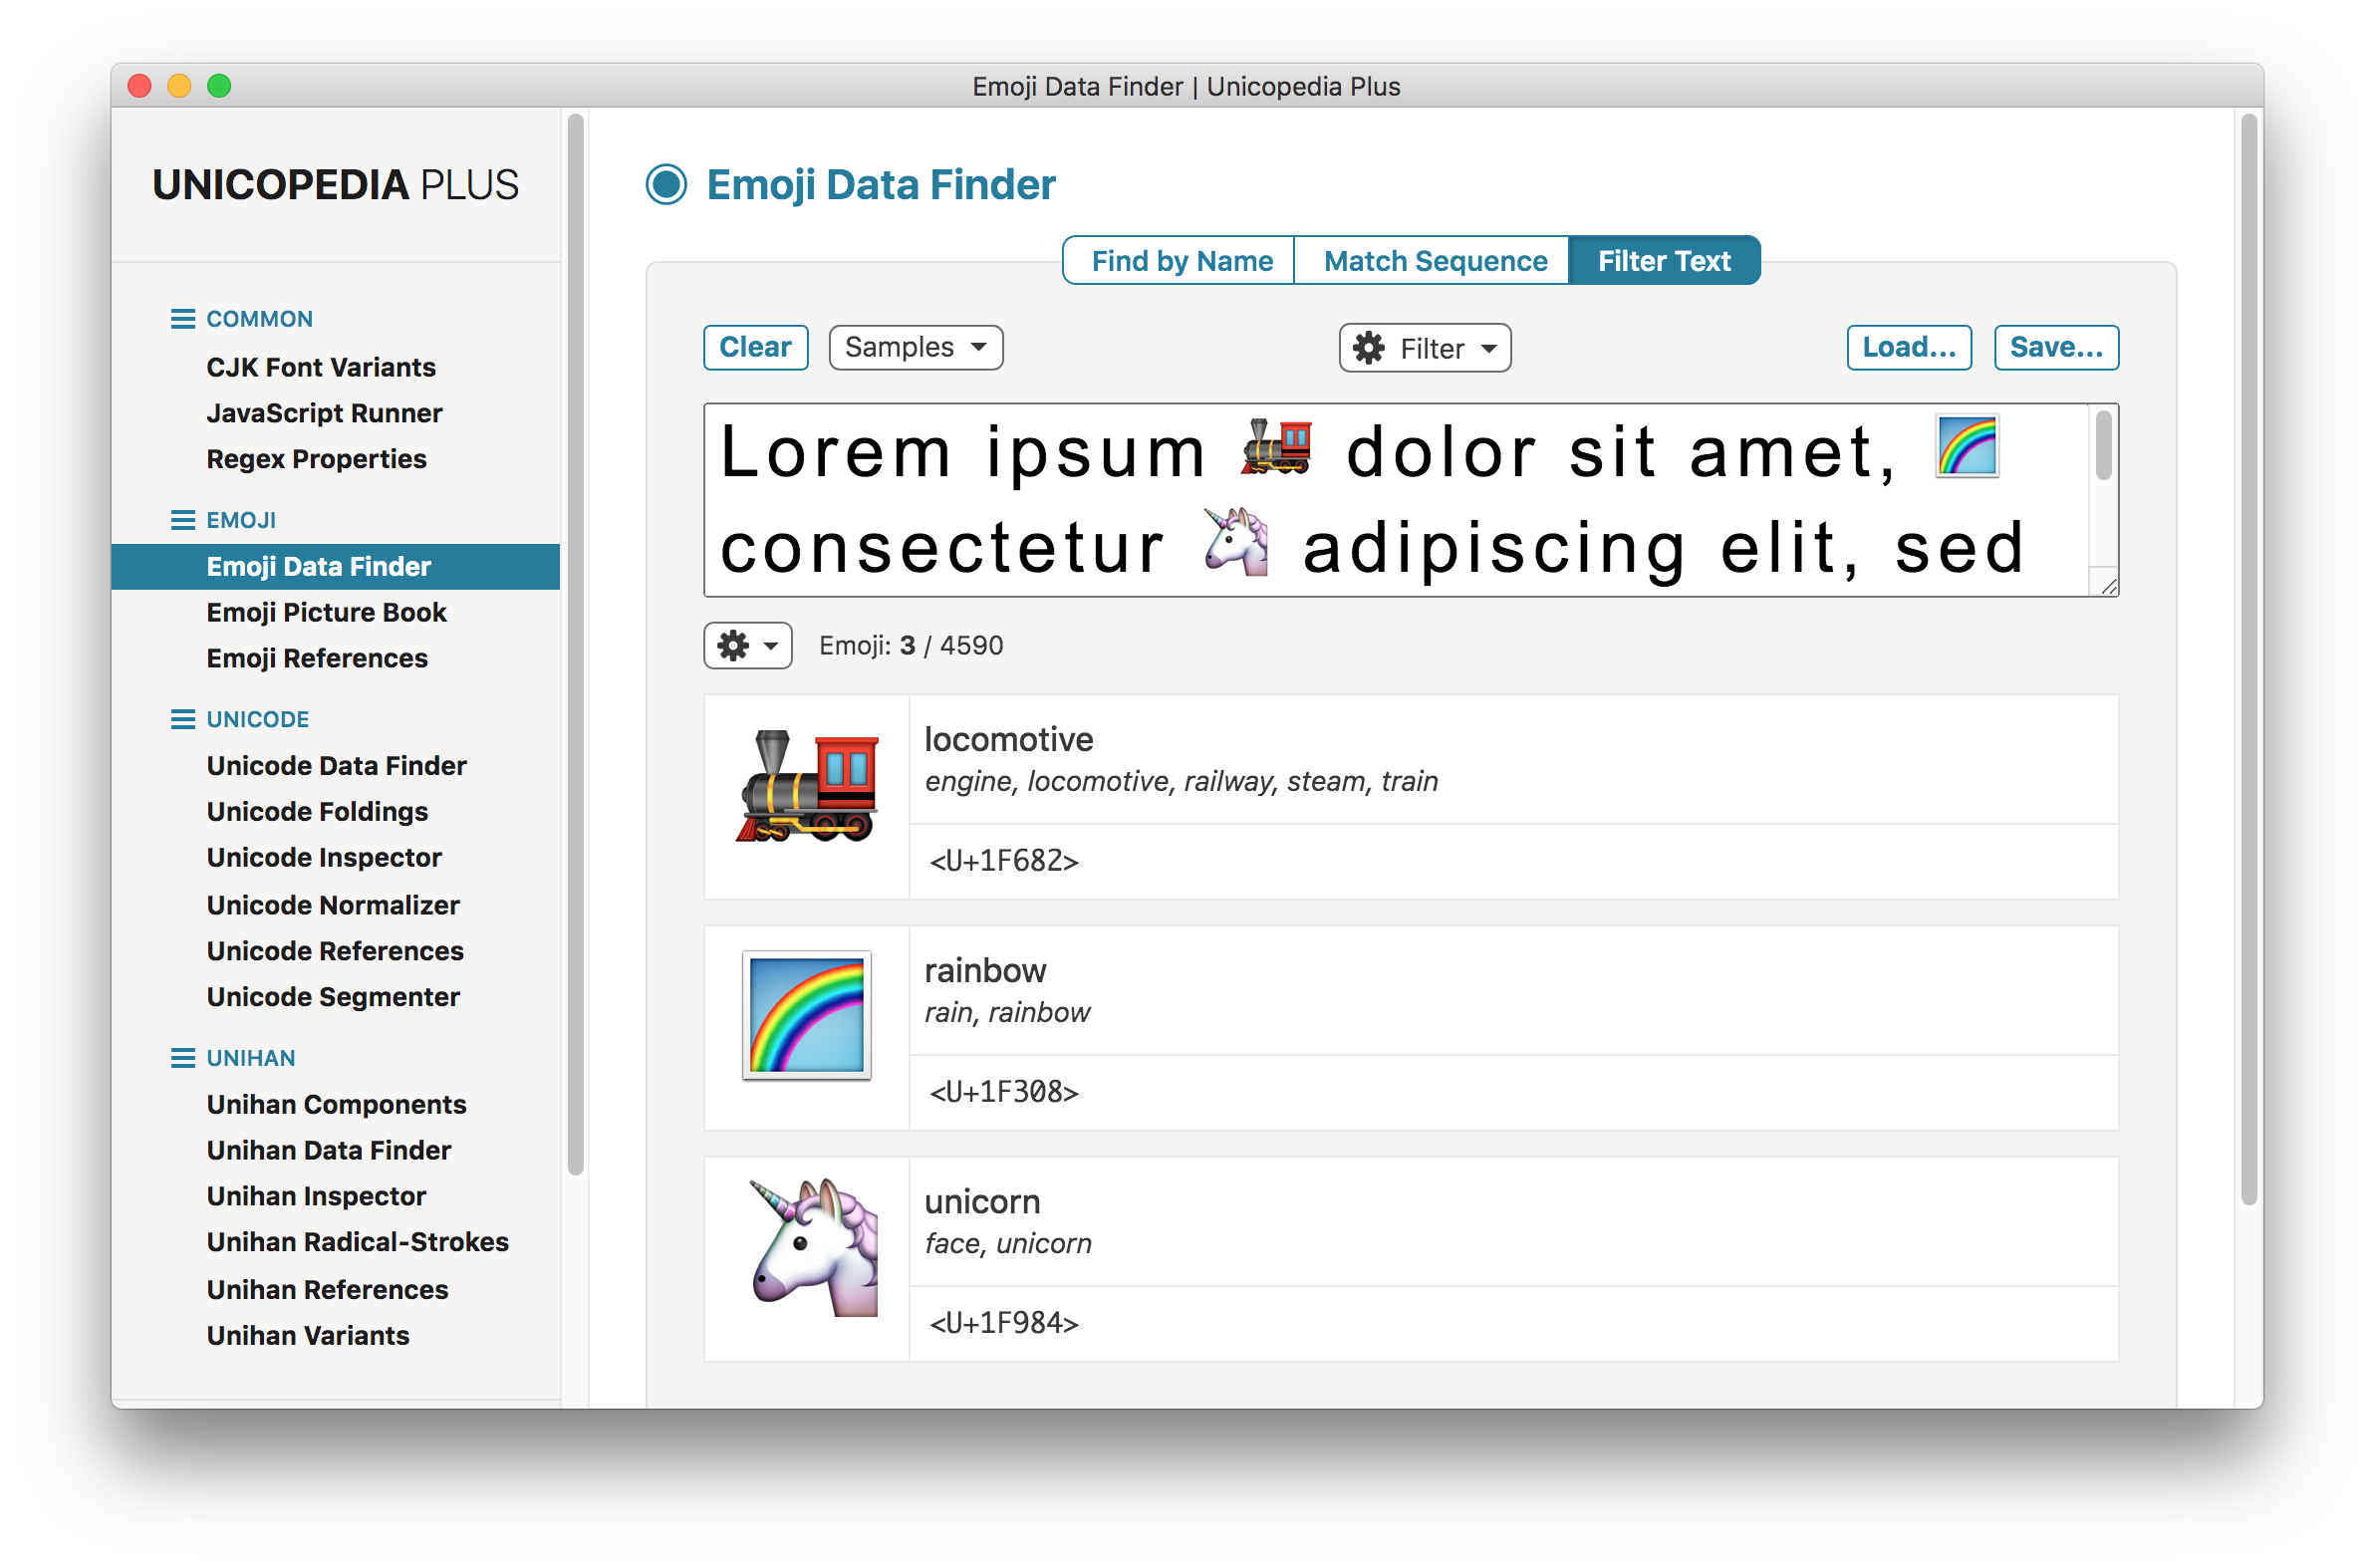 Emoji Data Finder | Unicopedia Plus
UNICOPEDIA PLUS
COMMON
CJK Font Variants
JavaScript Runner
Regex Properties
EMOJI
Emoji Data Finder
Emoji Picture Book
Emoji References
UNICODE
Unicode Data Finder
Unicode Foldings
Unicode Inspector
Unicode Normalizer
Unicode References
Unicode Segmenter
UNIHAN
Unihan Components
Unihan Data Finder
Unihan Inspector
Unihan Radical-Strokes
Unihan References
Unihan Variants
Emoji Data Finder
Find by Name Match Sequence Filter Text
Clear Samples Filter Load... Save...
Lorem ipsum 🚂 dolor sit amet, 🌈
consectetur 🦄 adipiscing elit, sed
Emoji: 3 / 4590
locomotive
engine, locomotive, railway, steam, train
<U+1F682>
rainbow
rain, rainbow
<U+1F308>
unicorn
face, unicorn
<U+1F984>